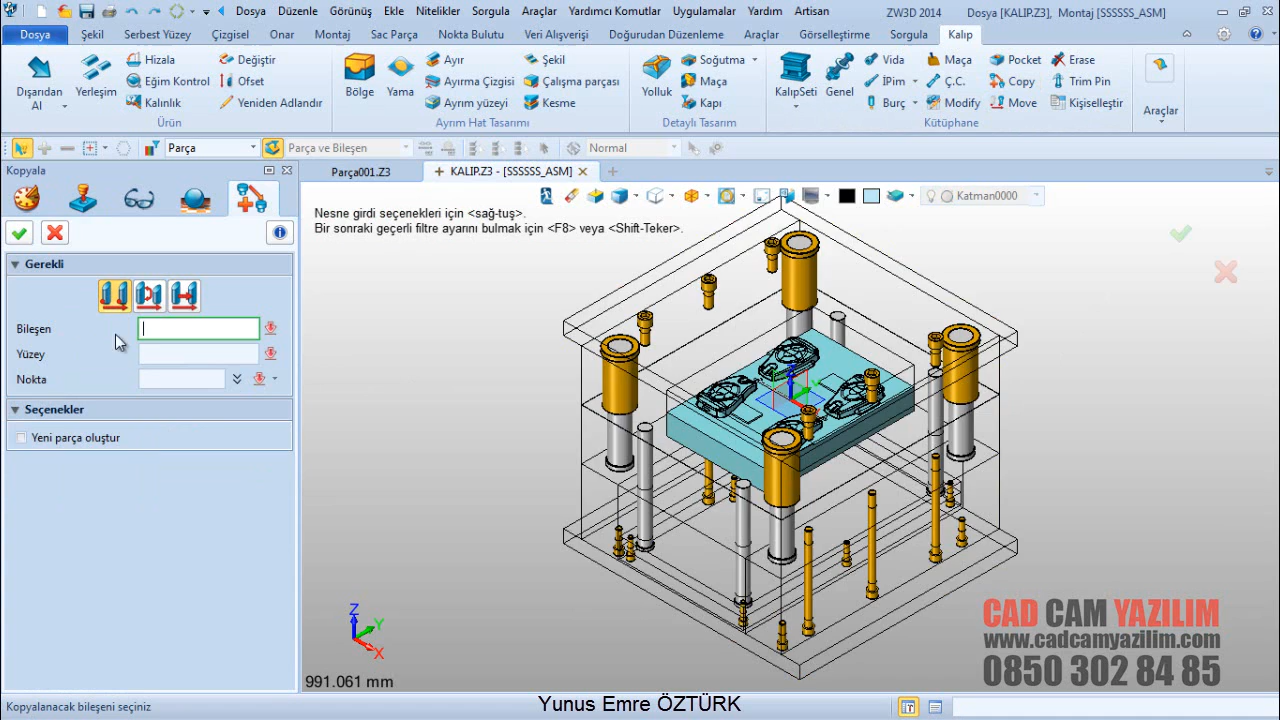 Dosya Düzenle Görünüş Ekle Nitelikler Sorgula Araçlar Yardımcı Komutlar Uygulamalar Yardım Artisan ZW3D 2014 Dosya [KALIP.Z3], Montaj [SSSSSS_ASM]
Dosya Şekil Serbest Yüzey Çizgisel Onar Montaj Sac Parça Nokta Bulutu Veri Alışverişi Doğurudan Düzenleme Araçlar Görselleştirme Sorgula Kalıp
Dışarıdan Al
Yerleşim
Hizala
Eğim Kontrol
Kalınlık
Değiştir
Ofset
Yeniden Adlandır
Ürün
Bölge
Yama
Ayır
Ayırma Çizgisi
Ayrım yüzeyi
Şekil
Çalışma parçası
Kesme
Ayrım Hat Tasarımı
Yolluk
Soğutma
Maça
Kapı
Detaylı Tasarım
KalıpSeti
Genel
Vida
İPim
Burç
Maça
Ç.C.
Modify
Pocket
Copy
Move
Erase
Trim Pin
Kişiselleştir
Kütüphane
Araçlar
Parça
Parça ve Bileşen
Normal
Kopyala
Parça001.Z3
KALIP.Z3 - [SSSSSS_ASM]
Katman0000
Nesne girdi seçenekleri için <sağ-tuş>.
Bir sonraki geçerli filtre ayarını bulmak için <F8> veya <Shift-Teker>.
Gerekli
Bileşen
Yüzey
Nokta
Seçenekler
Yeni parça oluştur
Z
Y
X
991.061 mm
CAD CAM YAZILIM
www.cadcamyazilim.com
0850 302 84 85
Kopyalanacak bileşeni seçiniz
Yunus Emre ÖZTÜRK